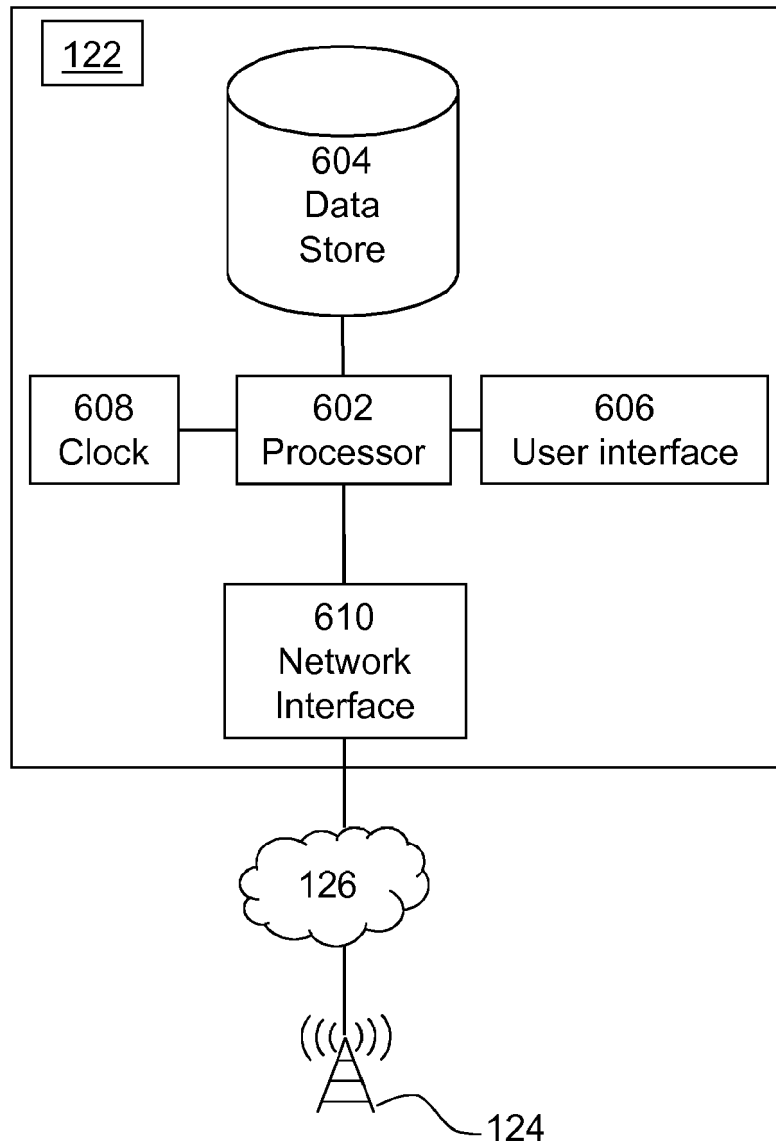 122
604
Data
Store
608
Clock
602
Processor
606
User interface
610
Network
Interface
126
124